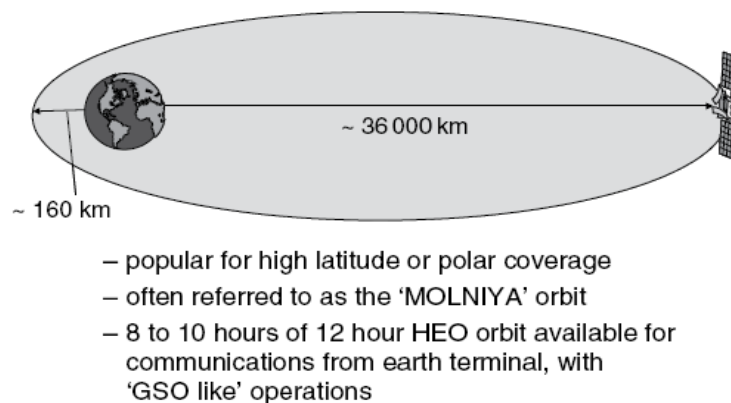 ~ 36 000 km
~ 160 km
– popular for high latitude or polar coverage
– often referred to as the ‘MOLNIYA’ orbit
– 8 to 10 hours of 12 hour HEO orbit available for
communications from earth terminal, with
‘GSO like’ operations